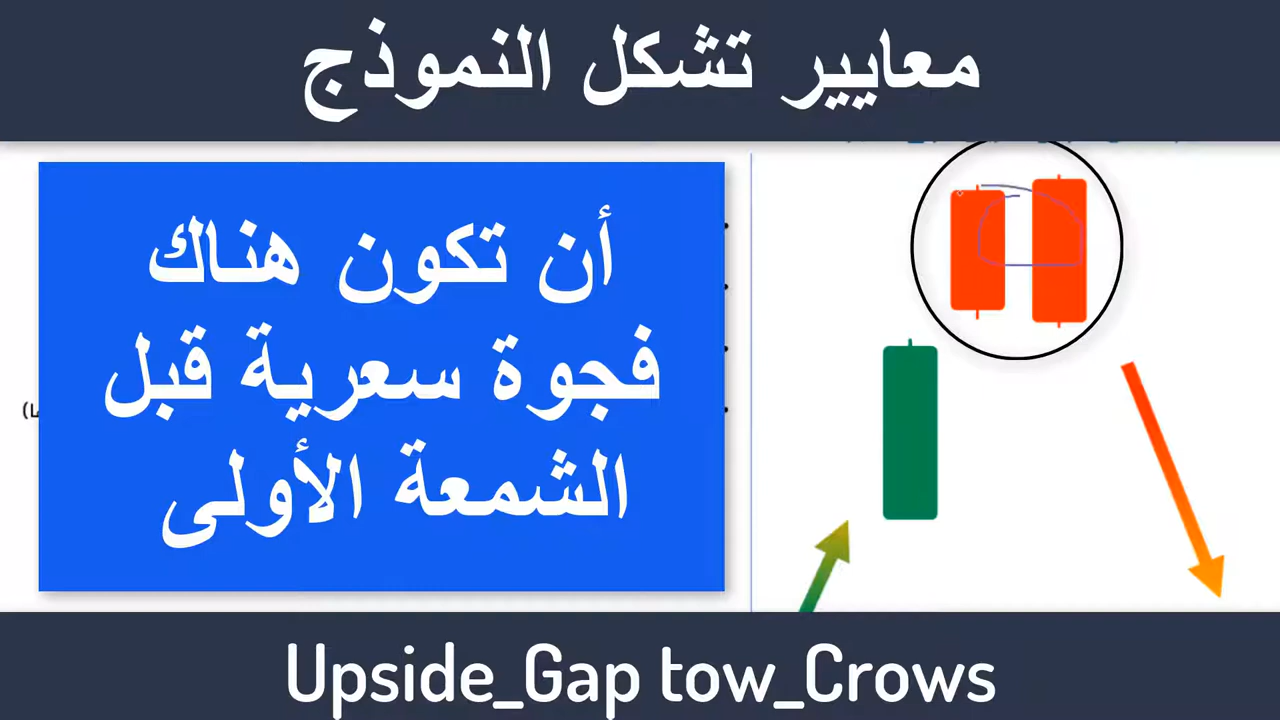 معايير تشكل النموذج
أن تكون هناك
فجوة سعرية قبل
الشمعة الأولى
Upside_Gap tow_Crows